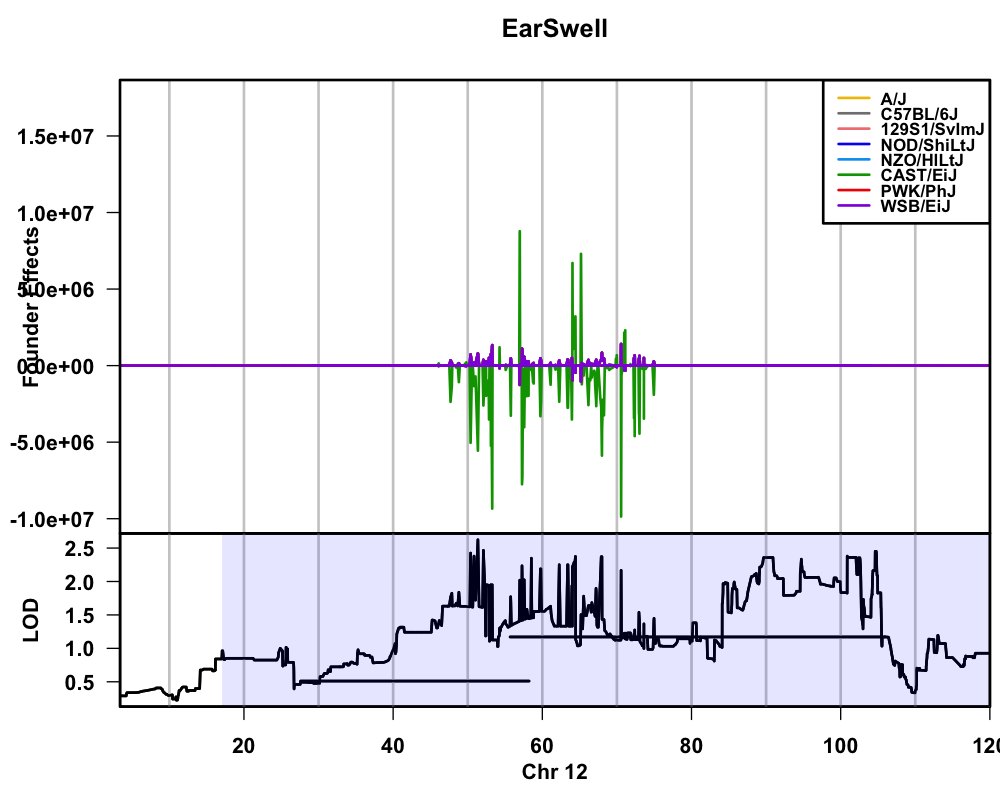 EarSwell
A/J
C57BL/6J
129S1/SvImJ
NOD/ShiLtJ
NZO/HlLtJ
CAST/EiJ
PWK/PhJ
WSB/EiJ
1.5e+07
1.0e+07
5.0e+06
0.0e+00
-5.0e+06
-1.0e+07
Founder Effects
2.5
2.0
1.5
1.0
0.5
LOD
20 40 60 80 100 120
Chr 12